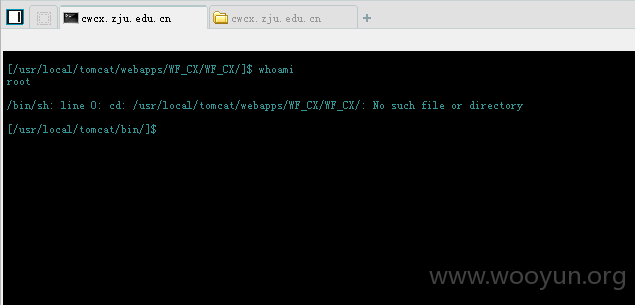 cwcx.zju.edu.cn
cwcx.zju.edu.cn
[/usr/local/tomcat/webapps/WF_CX/WF_CX/]$ whoami
root
/bin/sh: line 0: cd: /usr/local/tomcat/webapps/WF_CX/WF_CX/: No such file or directory
[/usr/local/tomcat/bin/]$
www.wooyun.org